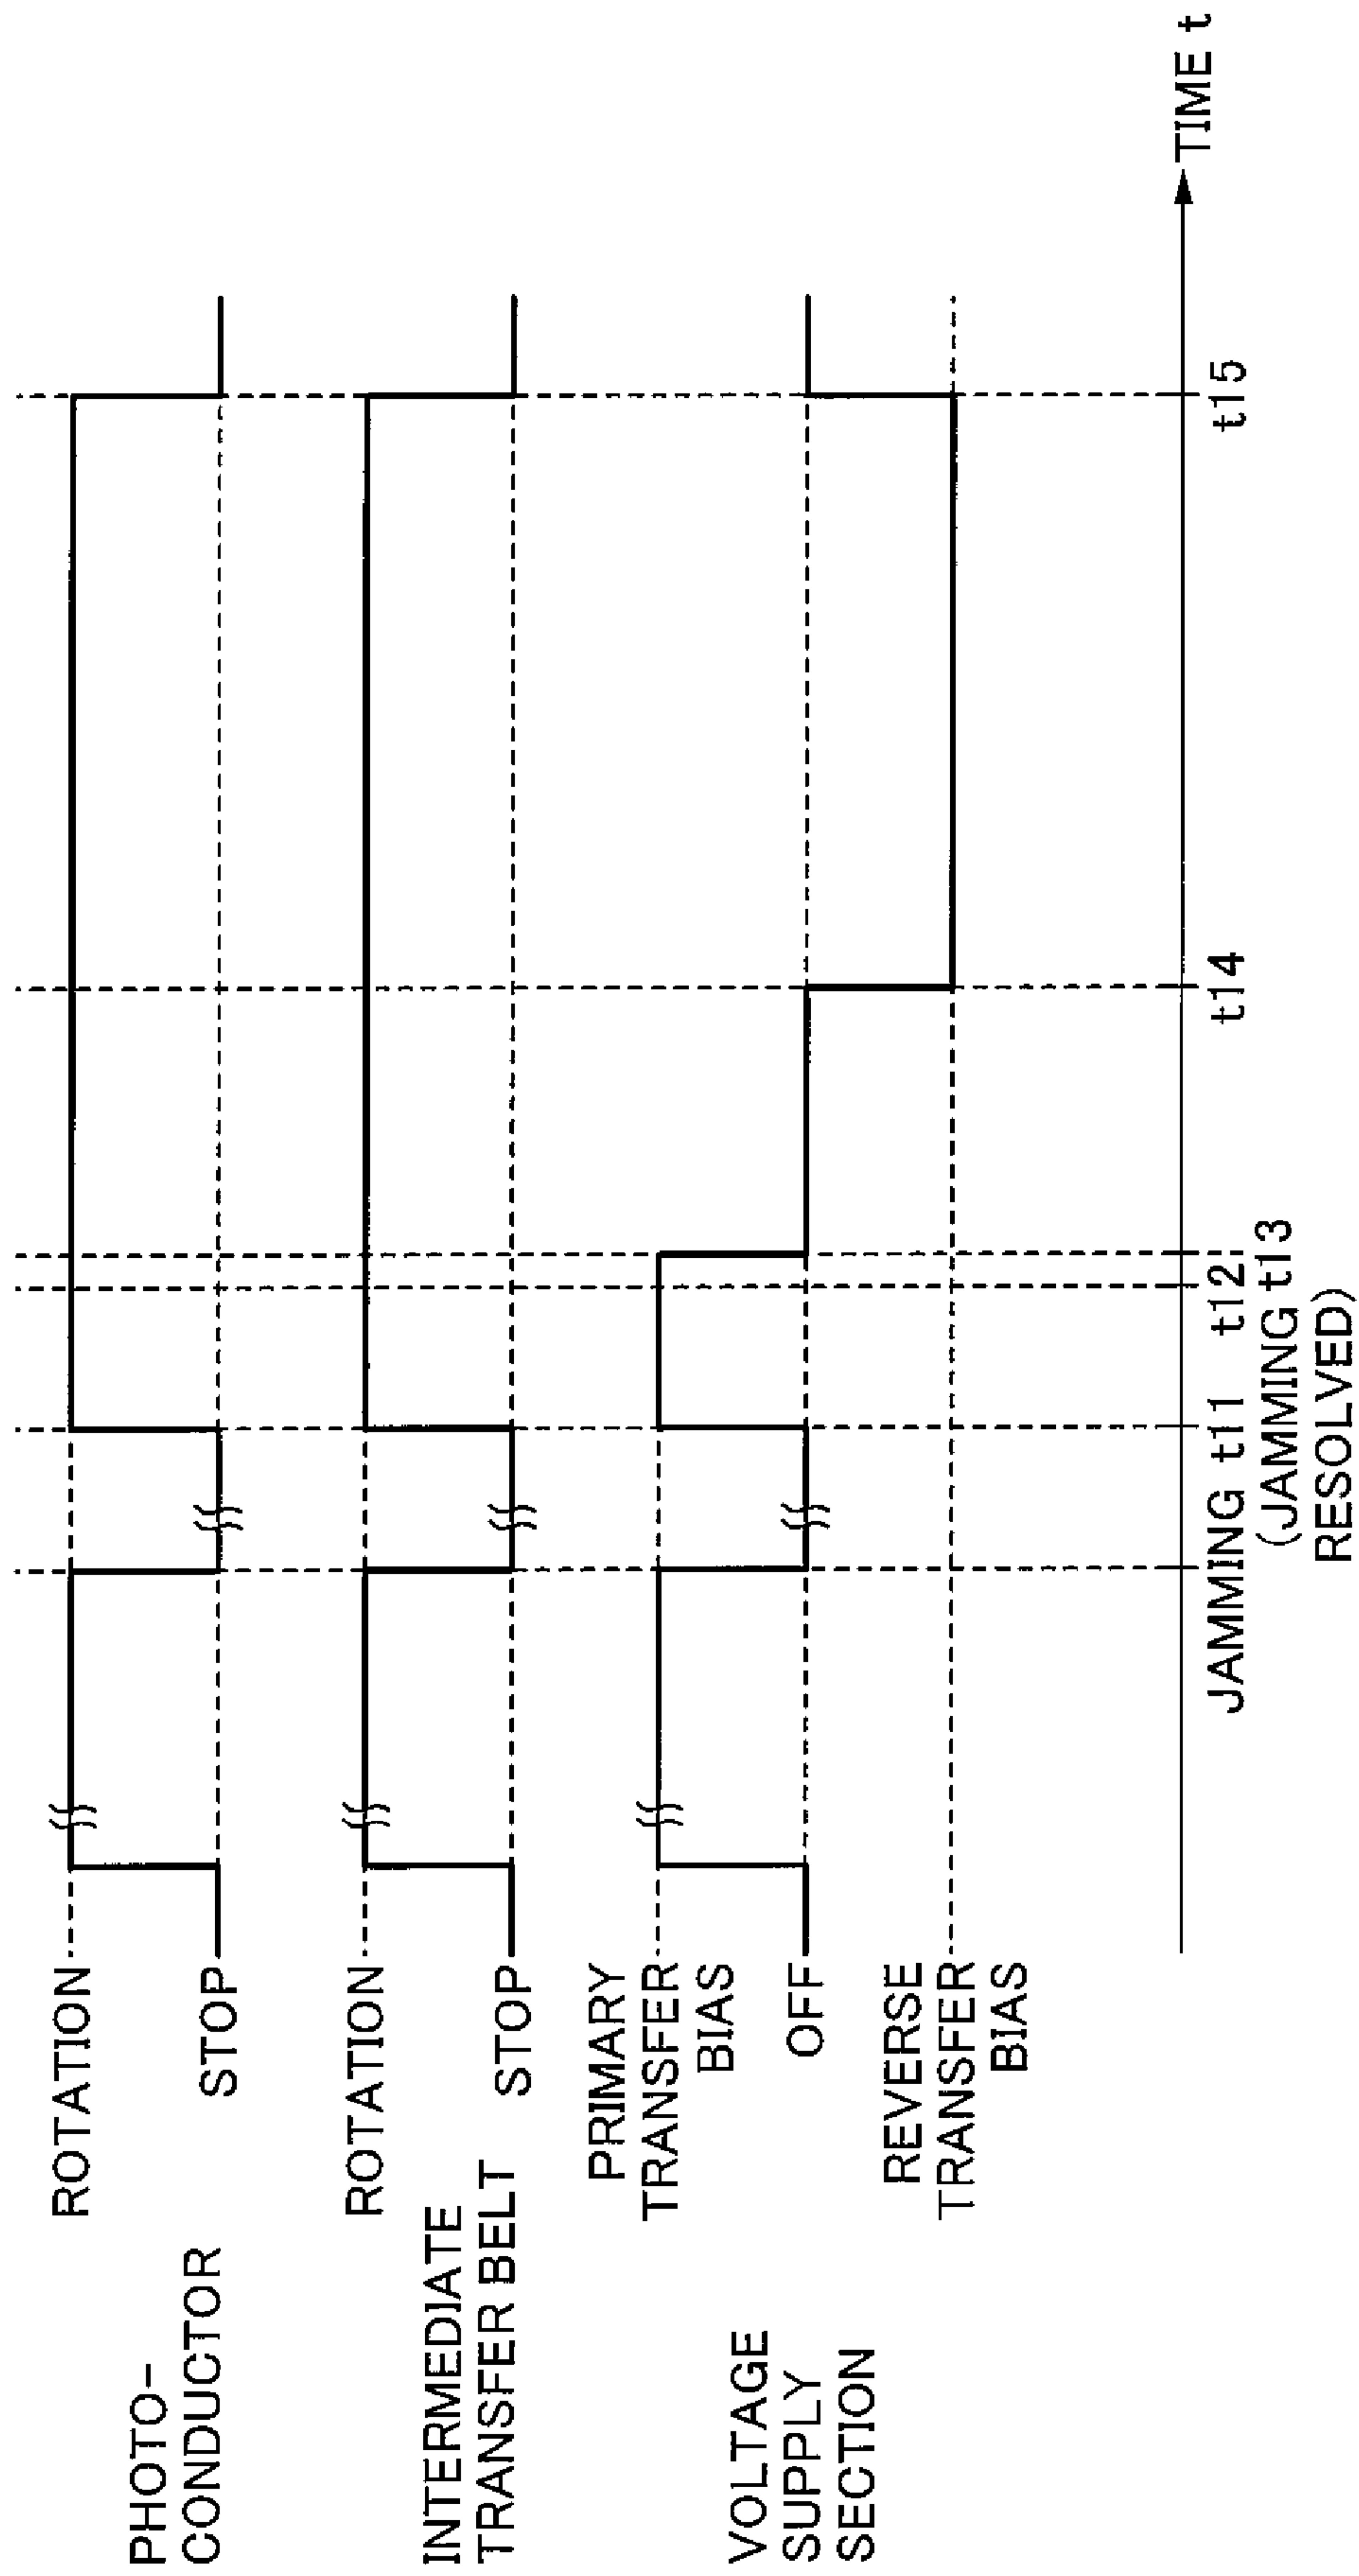 PHOTO-
CONDUCTOR
ROTATION
STOP
INTERMEDIATE
TRANSFER BELT
ROTATION
STOP
VOLTAGE
SUPPLY
SECTION
PRIMARY
TRANSFER
BIAS
OFF
REVERSE
TRANSFER
BIAS
JAMMING t11 t12 t14 t15 TIME t
(JAMMING t13
RESOLVED)